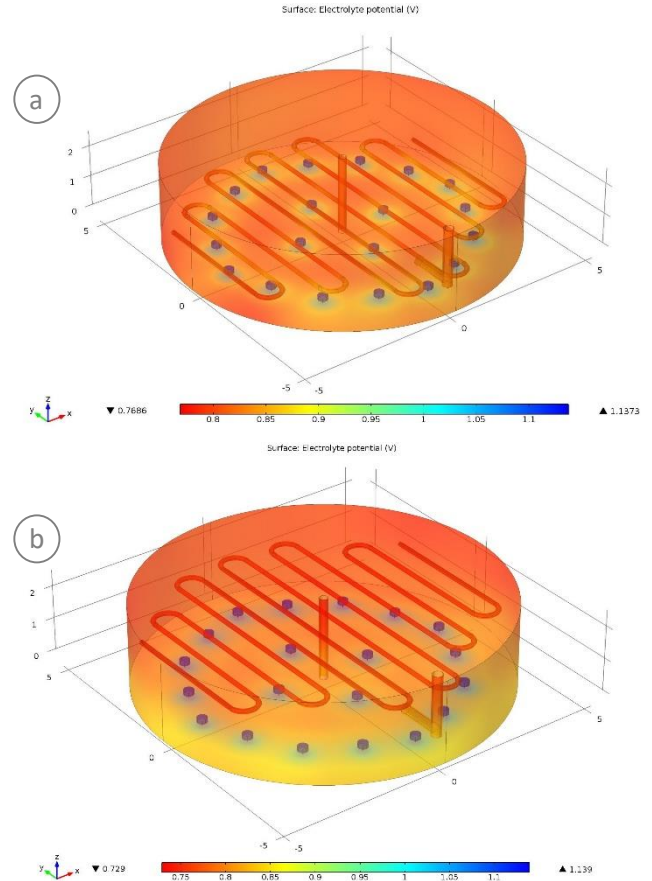 Surface: Electrolyte potential (V)
a
2
1
0
5
5
0
0
-5
-5
y z x
▼ 0.7686
0.8 0.85 0.9 0.95 1 1.05 1.1
▲ 1.1373
Surface: Electrolyte potential (V)
b
2
1
0
5
5
0
0
-5
-5
y z x
▼ 0.729
0.75 0.8 0.85 0.9 0.95 1 1.05 1.1
▲ 1.139